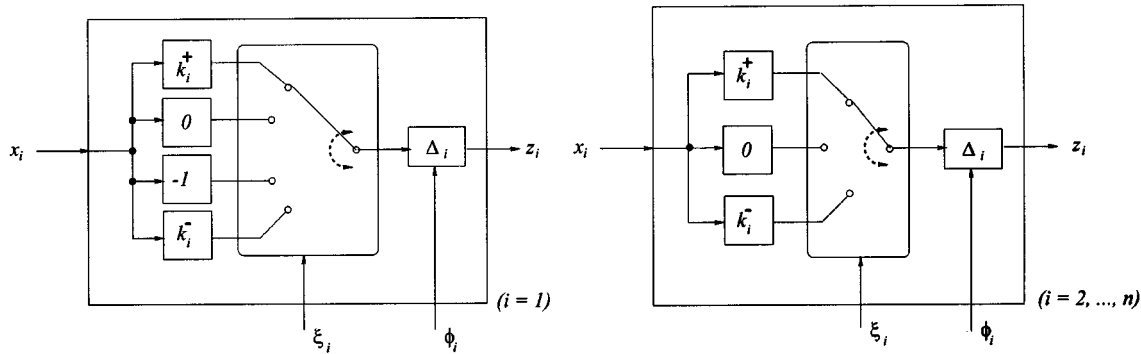 k_i^+
0
x_i
-1
k_i^-
Δ_i
z_i
ξ_i
ϕ_i
(i = 1)
k_i^+
0
x_i
k_i^-
Δ_i
z_i
ξ_i
ϕ_i
(i = 2, ..., n)